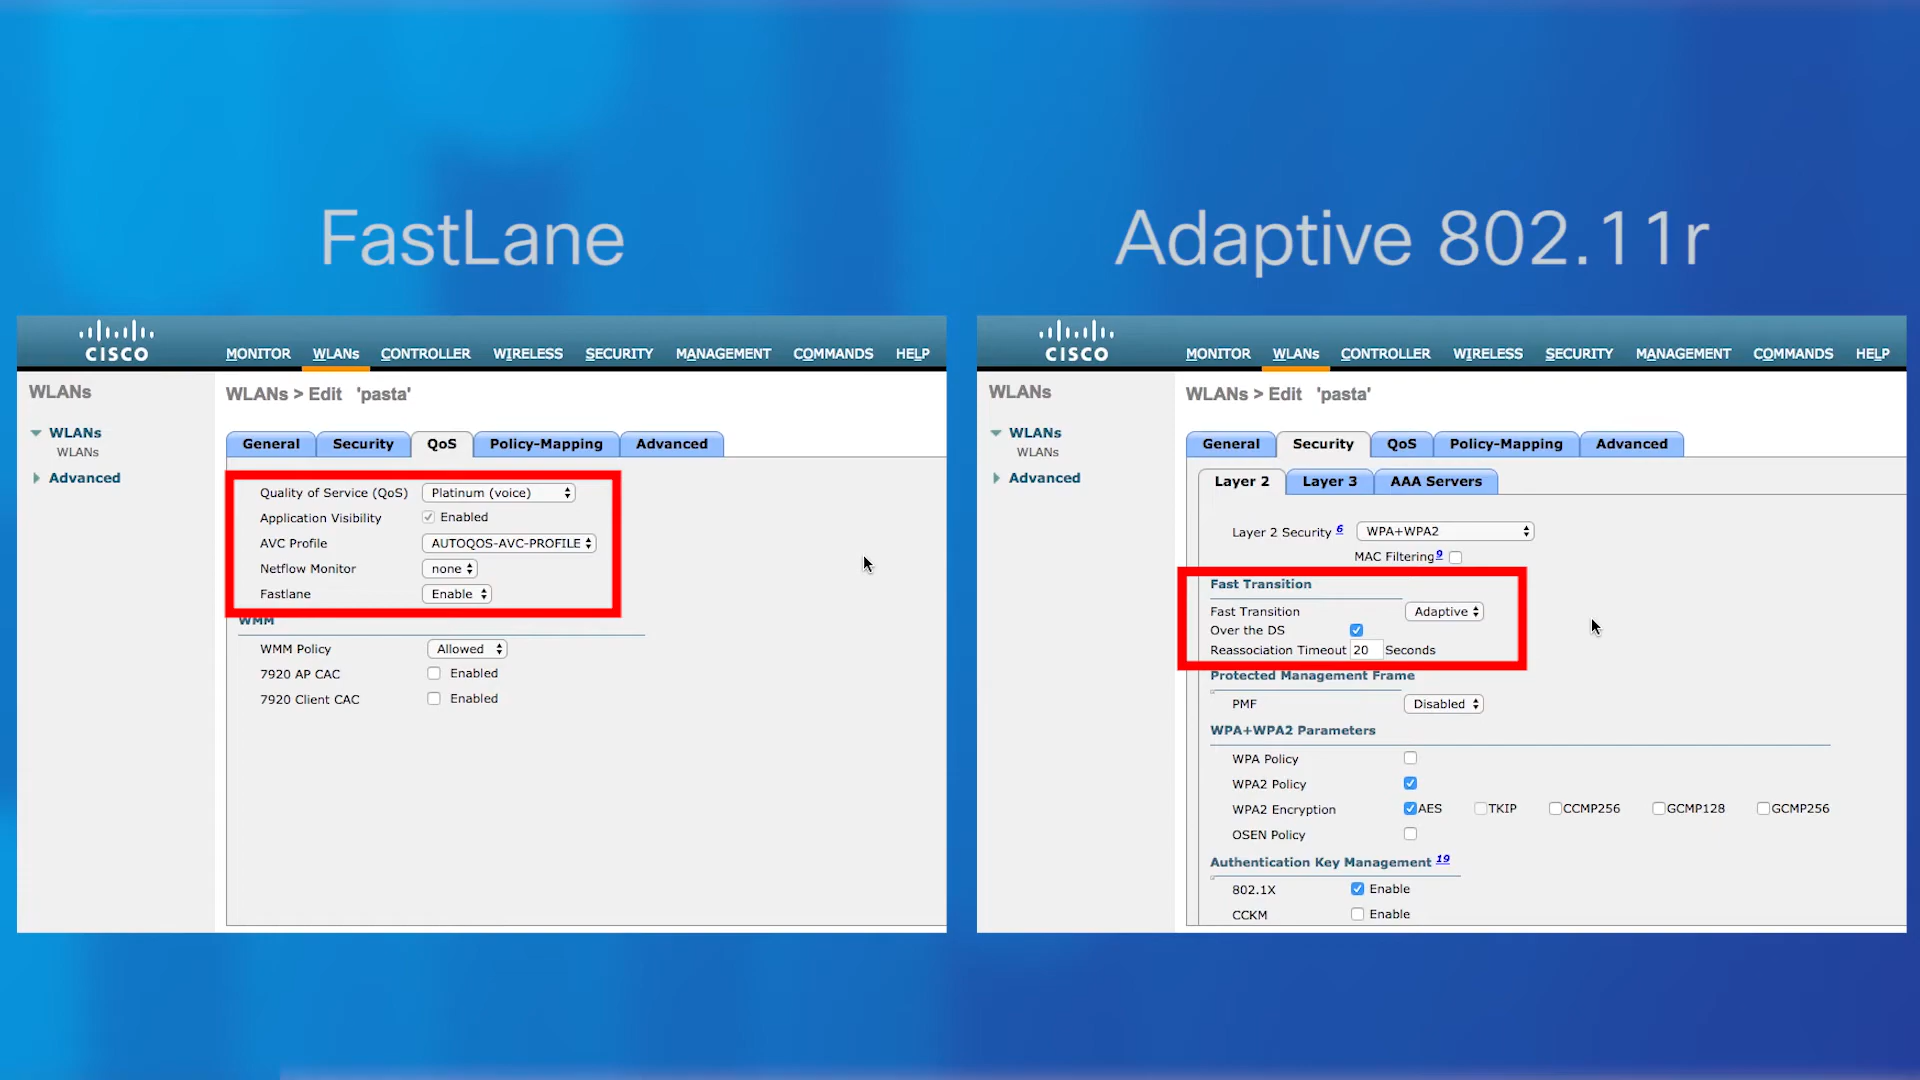 FastLane
CISCO
MONITOR WLANs CONTROLLER WIRELESS SECURITY MANAGEMENT COMMANDS HELP
WLANs
WLANs > Edit 'pasta'
WLANs
WLANs
Advanced
General Security QoS Policy-Mapping Advanced
Quality of Service (QoS) Platinum (voice)
Application Visibility Enabled
AVC Profile AUTOQOS-AVC-PROFILE
Netflow Monitor none
Fastlane Enable
WMM
WMM Policy Allowed
7920 AP CAC Enabled
7920 Client CAC Enabled
Adaptive 802.11r
CISCO
MONITOR WLANs CONTROLLER WIRELESS SECURITY MANAGEMENT COMMANDS HELP
WLANs
WLANs > Edit 'pasta'
WLANs
WLANs
Advanced
General Security QoS Policy-Mapping Advanced
Layer 2 Layer 3 AAA Servers
Layer 2 Security 6 WPA+WPA2
MAC Filtering 9
Fast Transition
Fast Transition Adaptive
Over the DS
Reassociation Timeout 20 Seconds
Protected Management Frame
PMF Disabled
WPA+WPA2 Parameters
WPA Policy
WPA2 Policy
WPA2 Encryption AES TKIP CCMP256 GCMP128 GCMP256
OSEN Policy
Authentication Key Management 19
802.1X Enable
CCKM Enable